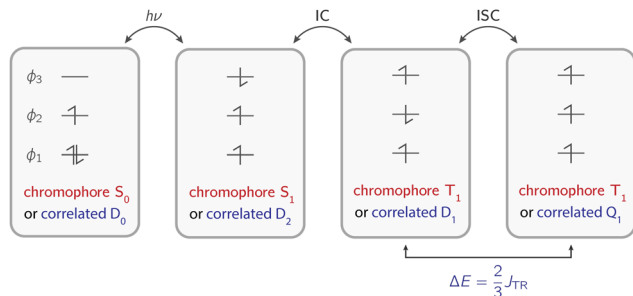 hν IC ISC
ϕ3
ϕ2
ϕ1
chromophore S0
or correlated D0
chromophore S1
or correlated D2
chromophore T1
or correlated D1
chromophore T1
or correlated Q1
ΔE = 2/3 JTR